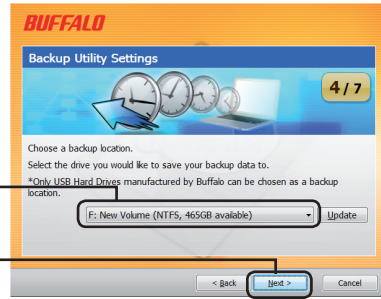 BUFFALO
Backup Utility Settings
4/7
Choose a backup location.
Select the drive you would like to save your backup data to.
*Only USB Hard Drives manufactured by Buffalo can be chosen as a backup
location.
F: New Volume (NTFS, 465GB available)
Update
< Back
Next >
Cancel